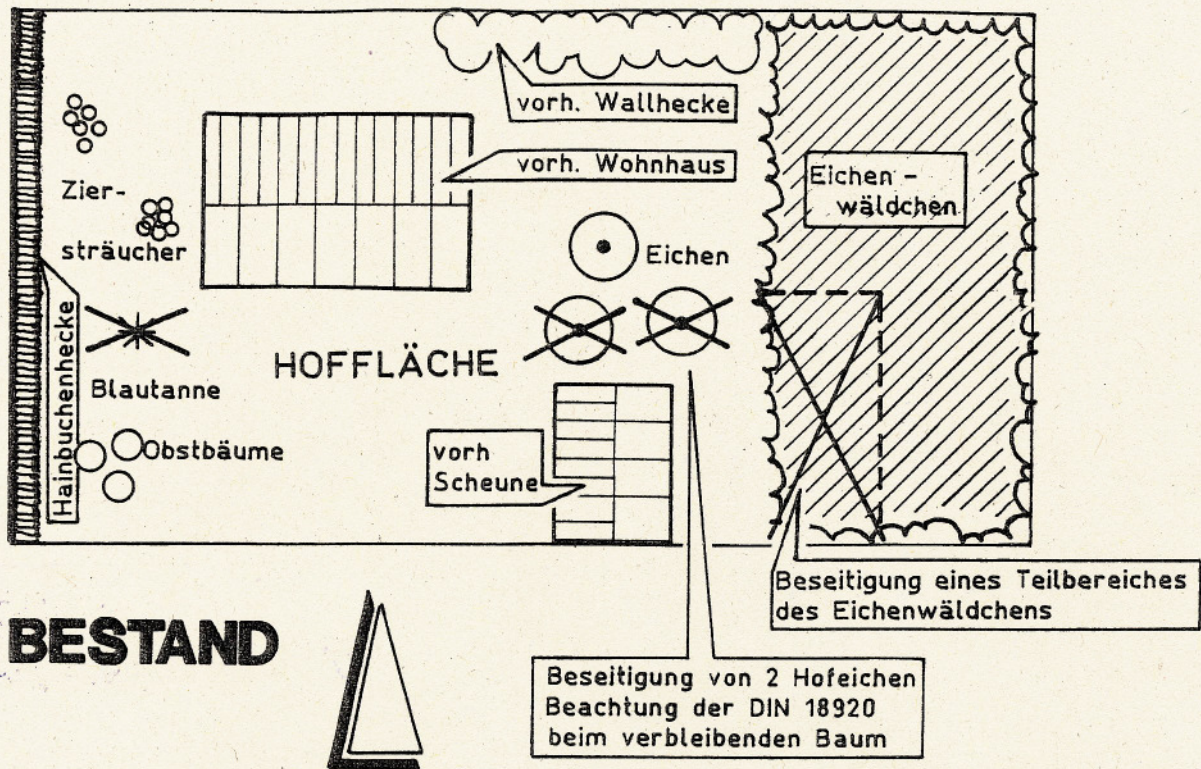 vorh. Wallhecke
vorh. Wohnhaus
Eichen -
wäldchen
Zier-
sträucher
Eichen
Hainbuchenhecke
HOFFLÄCHE
Blautanne
Obstbäume
vorh
Scheune
Beseitigung eines Teilbereiches
des Eichenwäldchens
BESTAND
Beseitigung von 2 Hofeichen
Beachtung der DIN 18920
beim verbleibenden Baum